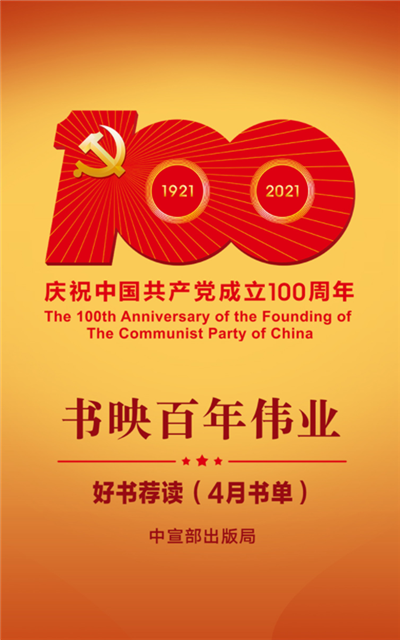 100
1921
2021
庆祝中国共产党成立100周年
The 100th Anniversary of the Founding of
The Communist Party of China
书映百年伟业
好书荐读（4月书单）
中宣部出版局